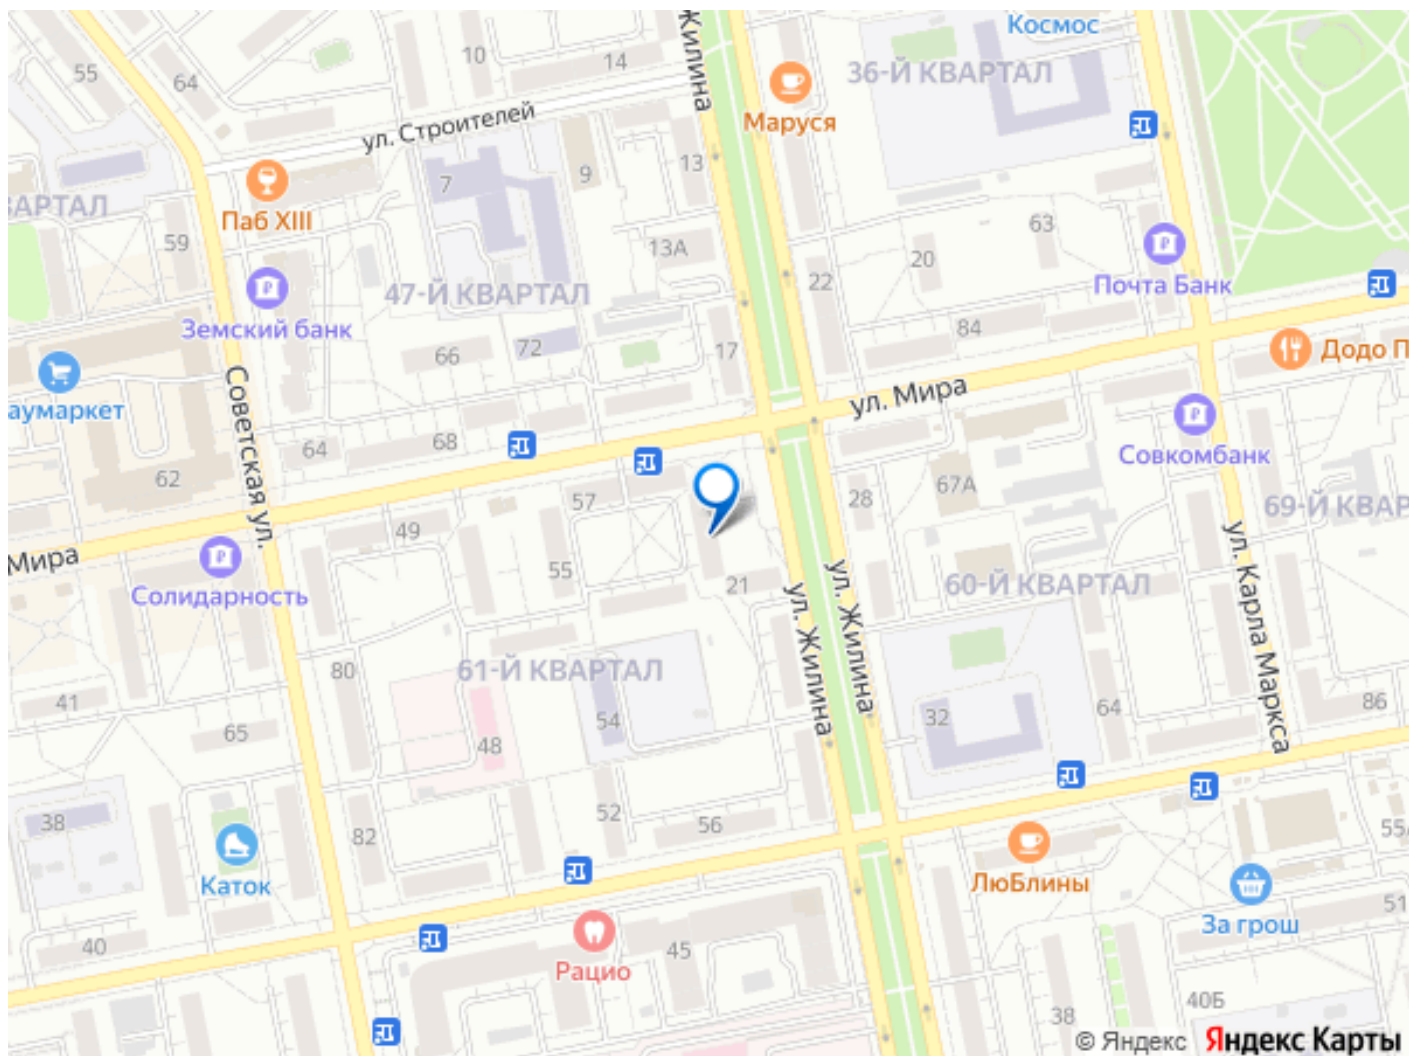 Космос
ул. Жилина
10
14
55
64
36-Й КВАРТАЛ
Маруся
ул. Строителей
13
7
9
КВАРТАЛ
Паб XIII
59
13А
63
20
22
Почта Банк
47-Й КВАРТАЛ
Земский банк
84
66
72
17
Додо П
аумаркет
ул. Мира
Советская ул.
64
68
Совкомбанк
62
67А
57
28
69-Й КВАР
49
Мира
55
21
60-Й КВАРТАЛ
Солидарность
ул. Жилина
ул. Жилина
ул. Карла Маркса
80
61-Й КВАРТАЛ
41
65
54
48
32
64
86
38
82
52
56
55А
Каток
ЛюБлины
За грош
51
40
45
Рацио
40Б
38
© Яндекс Яндекс Карты